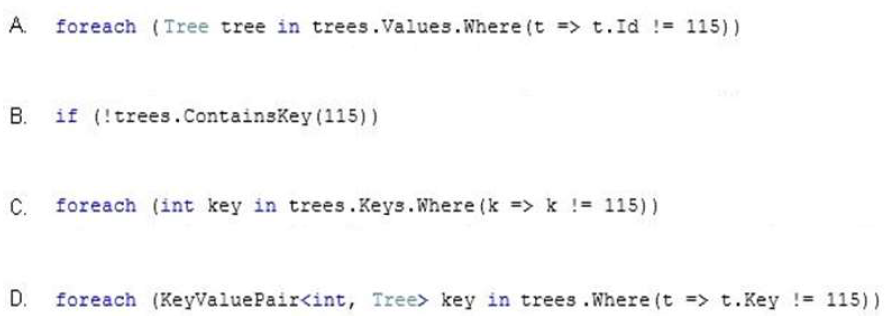 A. foreach (Tree tree in trees.Values.Where(t => t.Id != 115))
B. if (!trees.ContainsKey(115))
C. foreach (int key in trees.Keys.Where(k => k != 115))
D. foreach (KeyValuePair<int, Tree> key in trees.Where(t => t.Key != 115))